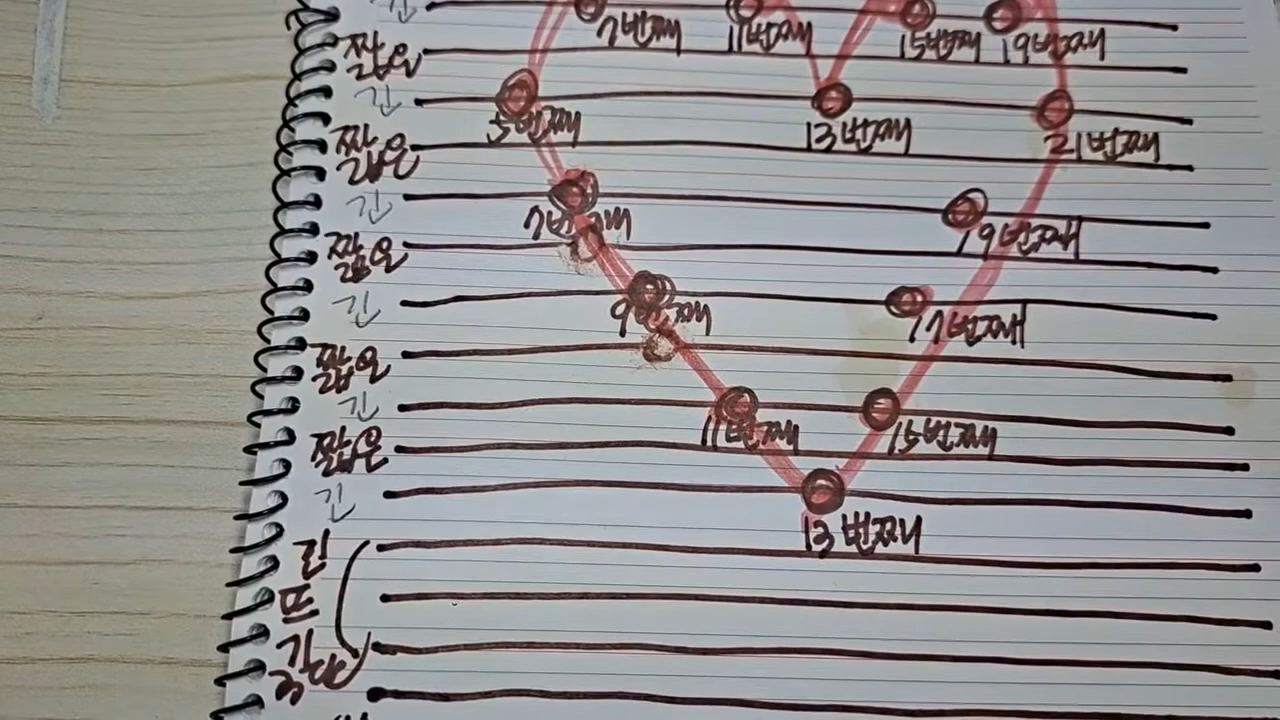 긴
7번째 11번째 15번째 19번째
짧은
긴
5번째 13번째 21번째
짧은
긴
7번째 19번째
짧은
긴
9번째 17번째
짧은
긴
11번째 15번째
짧은
긴
13번째
긴
뜨
기